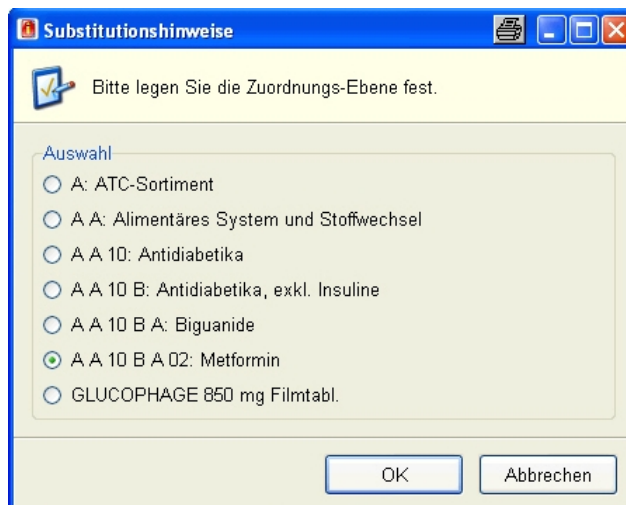 Substitutionshinweise
Bitte legen Sie die Zuordnungs-Ebene fest.
Auswahl
A: ATC-Sortiment
A A: Alimentäres System und Stoffwechsel
A A 10: Antidiabetika
A A 10 B: Antidiabetika, exkl. Insuline
A A 10 B A: Biguanide
A A 10 B A 02: Metformin
GLUCOPHAGE 850 mg Filmtabl.
OK
Abbrechen